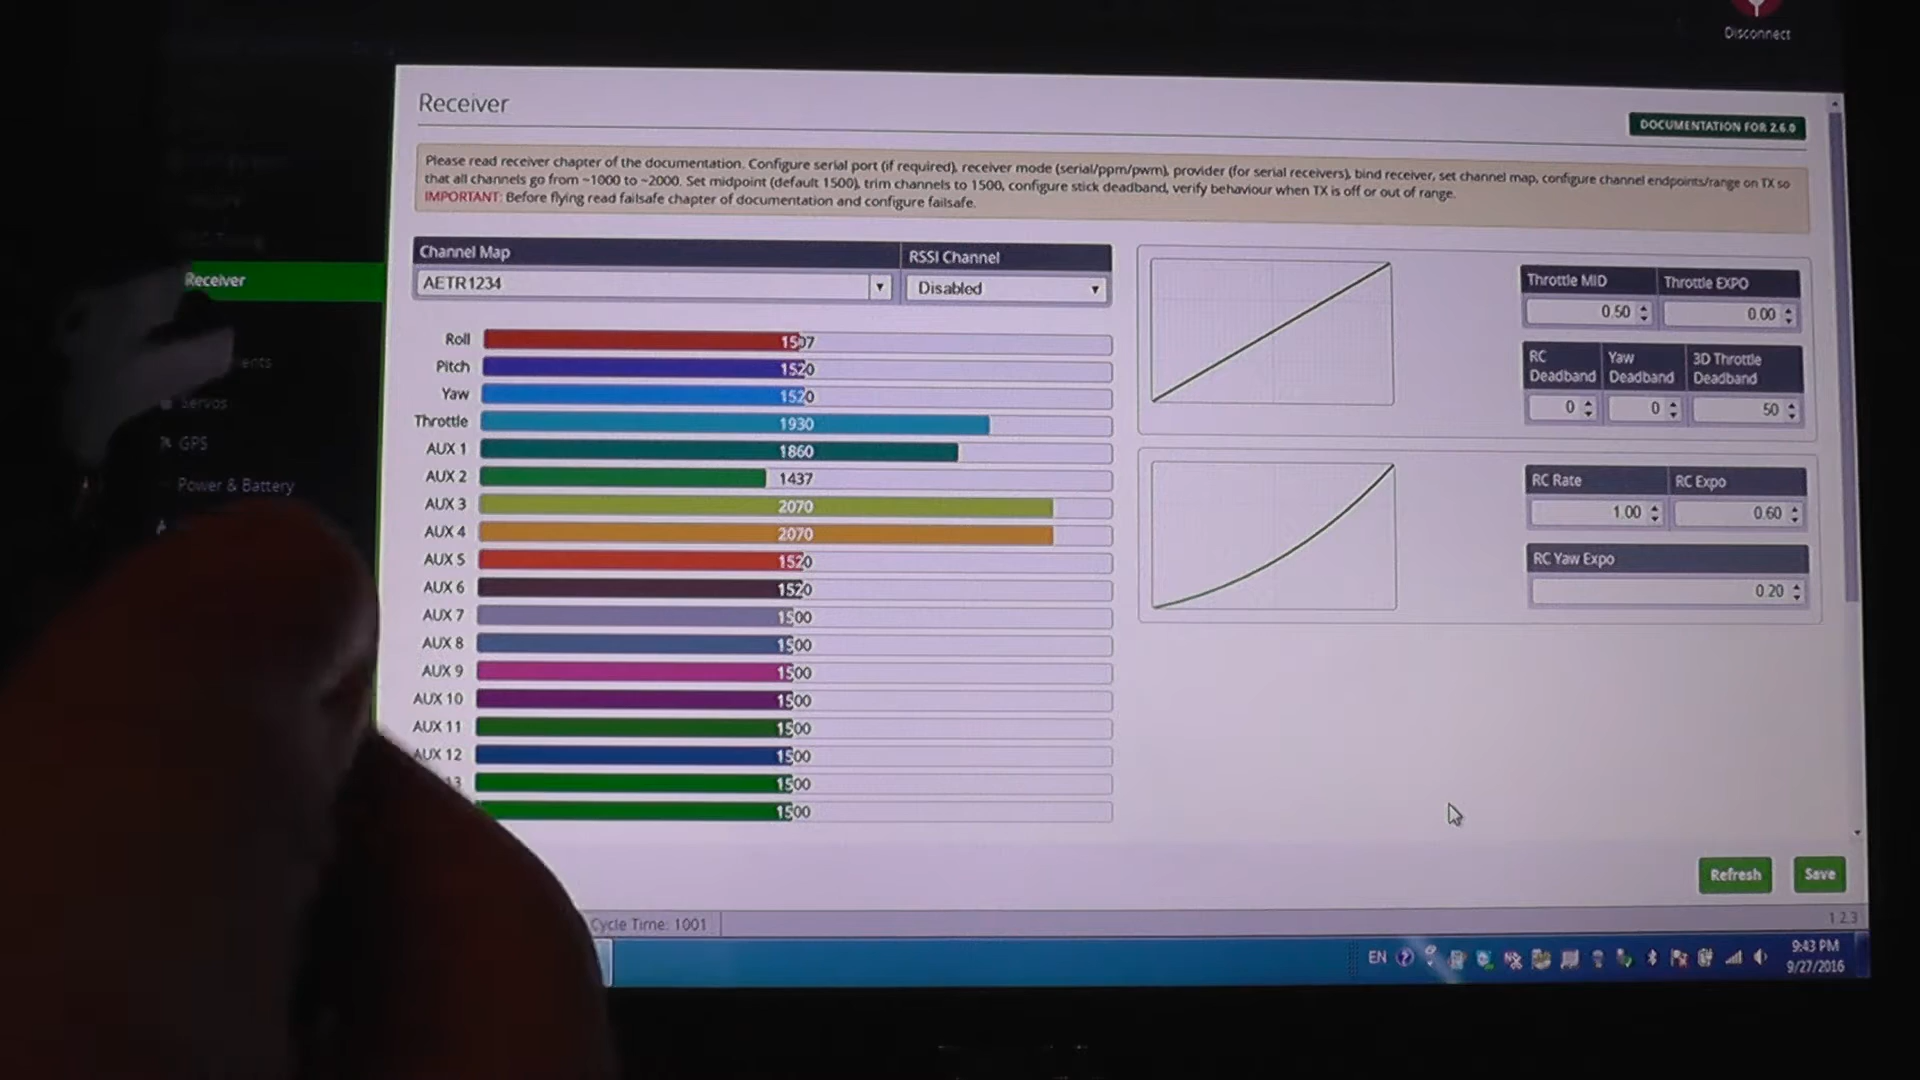 Disconnect
Receiver
DOCUMENTATION FOR 2.6.0
Please read receiver chapter of the documentation. Configure serial port (if required), receiver mode (serial/ppm/pwm), provider (for serial receivers), bind receiver, set channel map, configure channel endpoints/range on TX so
that all channels go from ~1000 to ~2000. Set midpoint (default 1500), trim channels to 1500, configure stick deadband, verify behaviour when TX is off or out of range.
IMPORTANT: Before flying read failsafe chapter of documentation and configure failsafe.
Channel Map
RSSI Channel
AETR1234
Disabled
Receiver
ents
Servos
GPS
Power & Battery
Roll 1507
Pitch 1520
Yaw 1520
Throttle 1930
AUX 1 1860
AUX 2 1437
AUX 3 2070
AUX 4 2070
AUX 5 1520
AUX 6 1520
AUX 7 1500
AUX 8 1500
AUX 9 1500
AUX 10 1500
AUX 11 1500
AUX 12 1500
13 1500
1500
Throttle MID
Throttle EXPO
0.50
0.00
RC Deadband
Yaw Deadband
3D Throttle Deadband
0
0
50
RC Rate
RC Expo
1.00
0.60
RC Yaw Expo
0.20
Refresh
Save
Cycle Time: 1001
1.2.3
EN
9:43 PM
9/27/2016